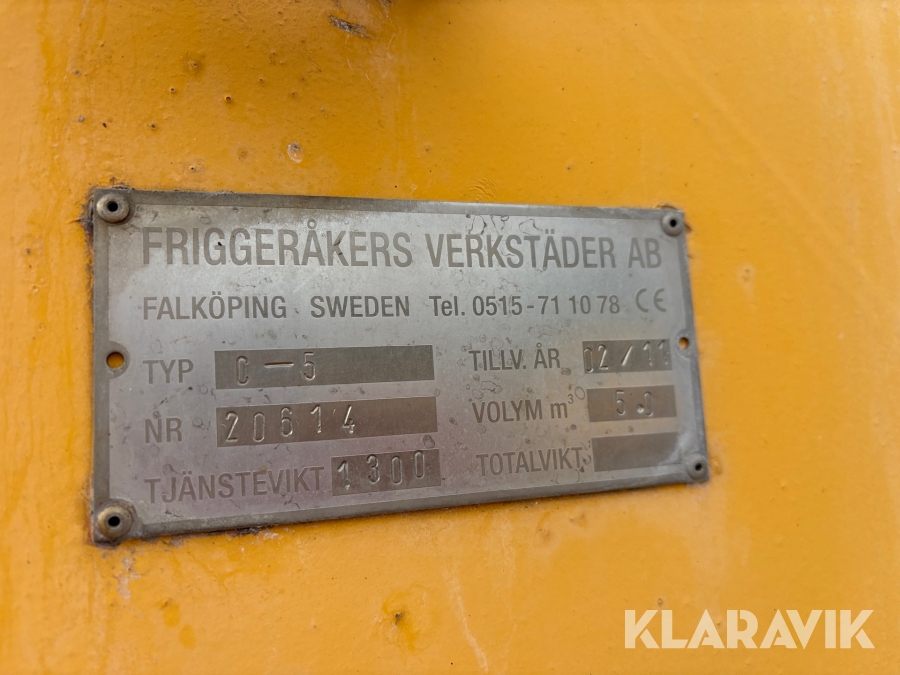 FRIGGERÅKERS VERKSTÄDER AB
FALKÖPING SWEDEN Tel. 0515-71 10 78 CE
TYP C-5 TILLV. ÅR 02/11
NR 20614 VOLYM m³ 5.0
TJÄNSTEVIKT 1300 TOTALVIKT
KLARAVIK